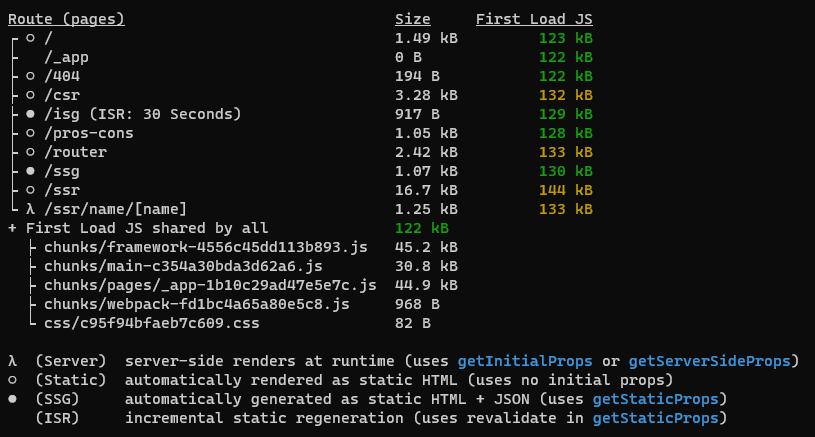 Route (pages)                              Size     First Load JS
┌ ○ /                                      1.49 kB         123 kB
├   /_app                                  0 B             122 kB
├ ○ /404                                   194 B           122 kB
├ ○ /csr                                   3.28 kB         132 kB
├ ● /isg (ISR: 30 Seconds)                 917 B           129 kB
├ ○ /pros-cons                             1.05 kB         128 kB
├ ○ /router                                2.42 kB         133 kB
├ ● /ssg                                   1.07 kB         130 kB
├ ○ /ssr                                   16.7 kB         144 kB
└ λ /ssr/name/[name]                       1.25 kB         133 kB
+ First Load JS shared by all              122 kB
  ├ chunks/framework-4556c45dd113b893.js   45.2 kB
  ├ chunks/main-c354a30bda3d62a6.js        30.8 kB
  ├ chunks/pages/_app-1b10c29ad47e5e7c.js  44.9 kB
  ├ chunks/webpack-fd1bc4a65a80e5c8.js     968 B
  └ css/c95f94bfaeb7c609.css               82 B
λ  (Server)  server-side renders at runtime (uses getInitialProps or getServerSideProps)
○  (Static)  automatically rendered as static HTML (uses no initial props)
●  (SSG)     automatically generated as static HTML + JSON (uses getStaticProps)
   (ISR)     incremental static regeneration (uses revalidate in getStaticProps)